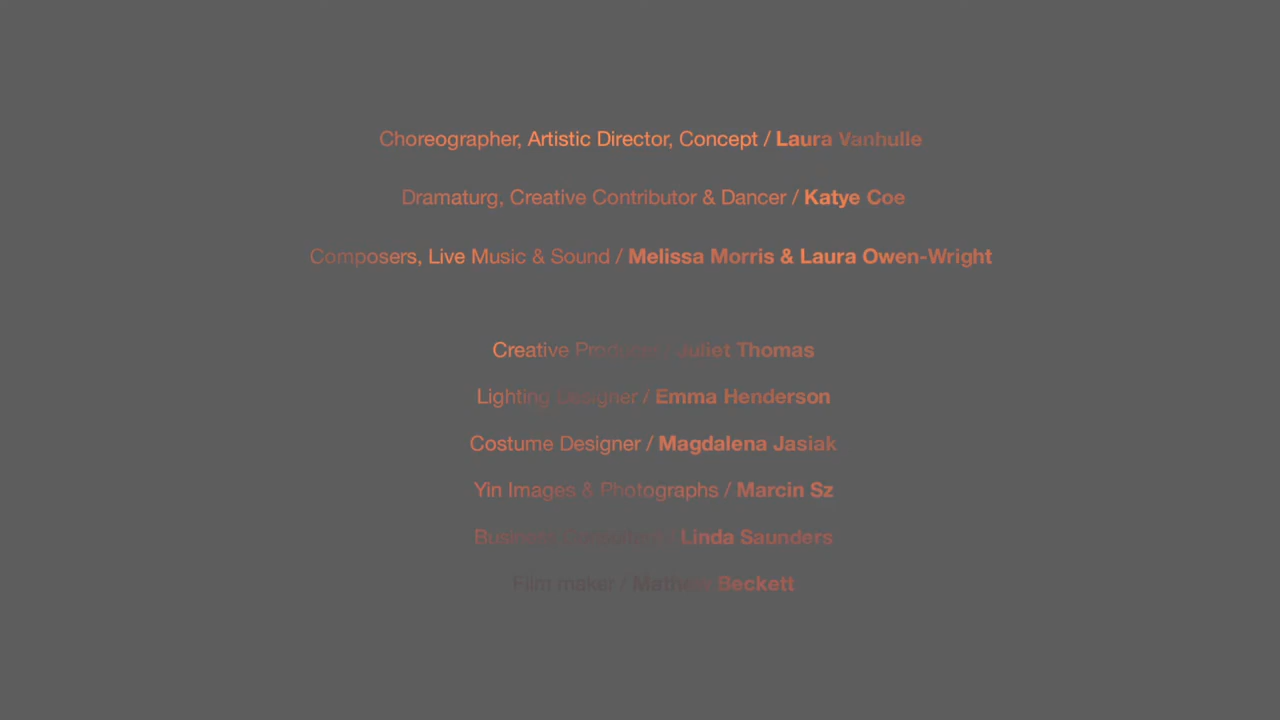 Choreographer, Artistic Director, Concept / Laura Vanhulle
Dramaturg, Creative Contributor & Dancer / Katye Coe
Composers, Live Music & Sound / Melissa Morris & Laura Owen-Wright
Creative Producer / Juliet Thomas
Lighting Designer / Emma Henderson
Costume Designer / Magdalena Jasiak
Yin Images & Photographs / Marcin Sz
Business / Linda Saunders
Film maker / Beckett